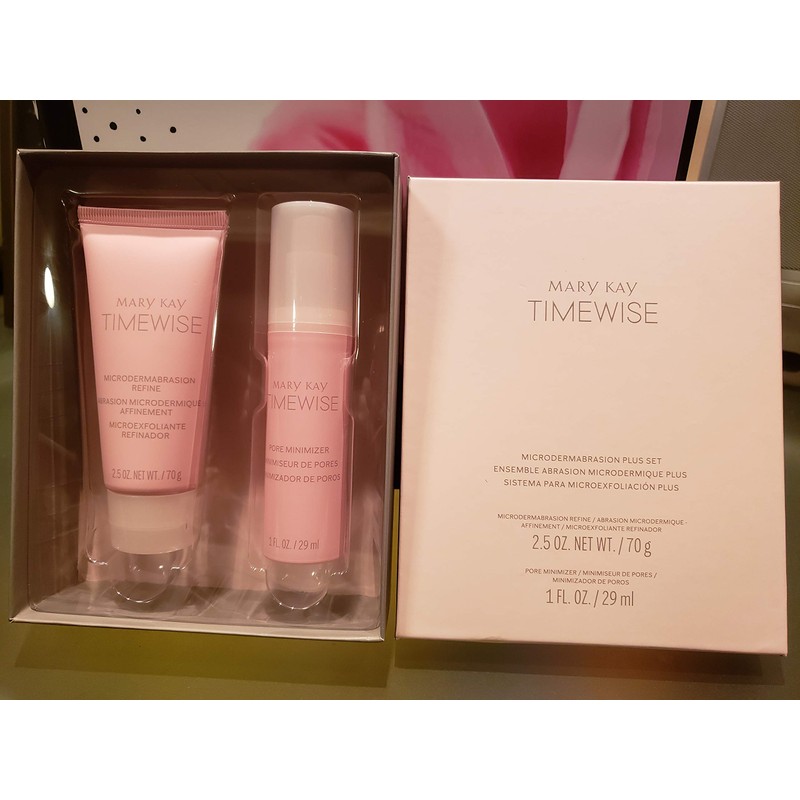 MARY KAY
TIMEWISE
MICRODERMABRASION
REFINE
ABRASION MICRODERMIQUE
AFFINEMENT
MICROEXFOLIANTE
REFINADOR
2.5 OZ. NET WT. / 70 g
MARY KAY
TIMEWISE
PORE MINIMIZER
MINIMISEUR DE PORES
MINIMIZADOR DE POROS
1 FL. OZ. / 29 ml
MARY KAY
TIMEWISE
MICRODERMABRASION PLUS SET
ENSEMBLE ABRASION MICRODERMIQUE PLUS
SISTEMA PARA MICROEXFOLIACIÓN PLUS
MICRODERMABRASION REFINE / ABRASION MICRODERMIQUE -
AFFINEMENT / MICROEXFOLIANTE REFINADOR
2.5 OZ. NET WT. / 70 g
PORE MINIMIZER / MINIMISEUR DE PORES /
MINIMIZADOR DE POROS
1 FL. OZ. / 29 ml